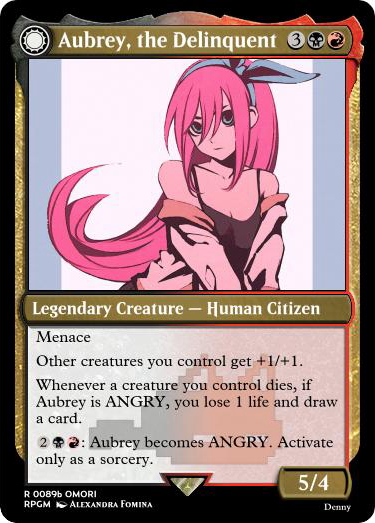 Aubrey, the Delinquent 3
Legendary Creature — Human Citizen
Menace
Other creatures you control get +1/+1.
Whenever a creature you control dies, if
Aubrey is ANGRY, you lose 1 life and draw
a card.
2: Aubrey becomes ANGRY. Activate
only as a sorcery.
5/4
R 0089b OMORI
RPGM Alexandra Fomina
Denny